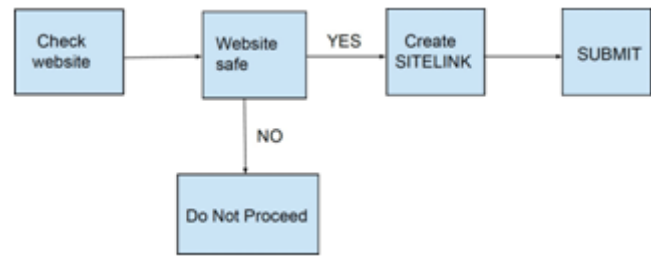 Check
website
Website
safe
YES
Create
SITELINK
SUBMIT
NO
Do Not Proceed